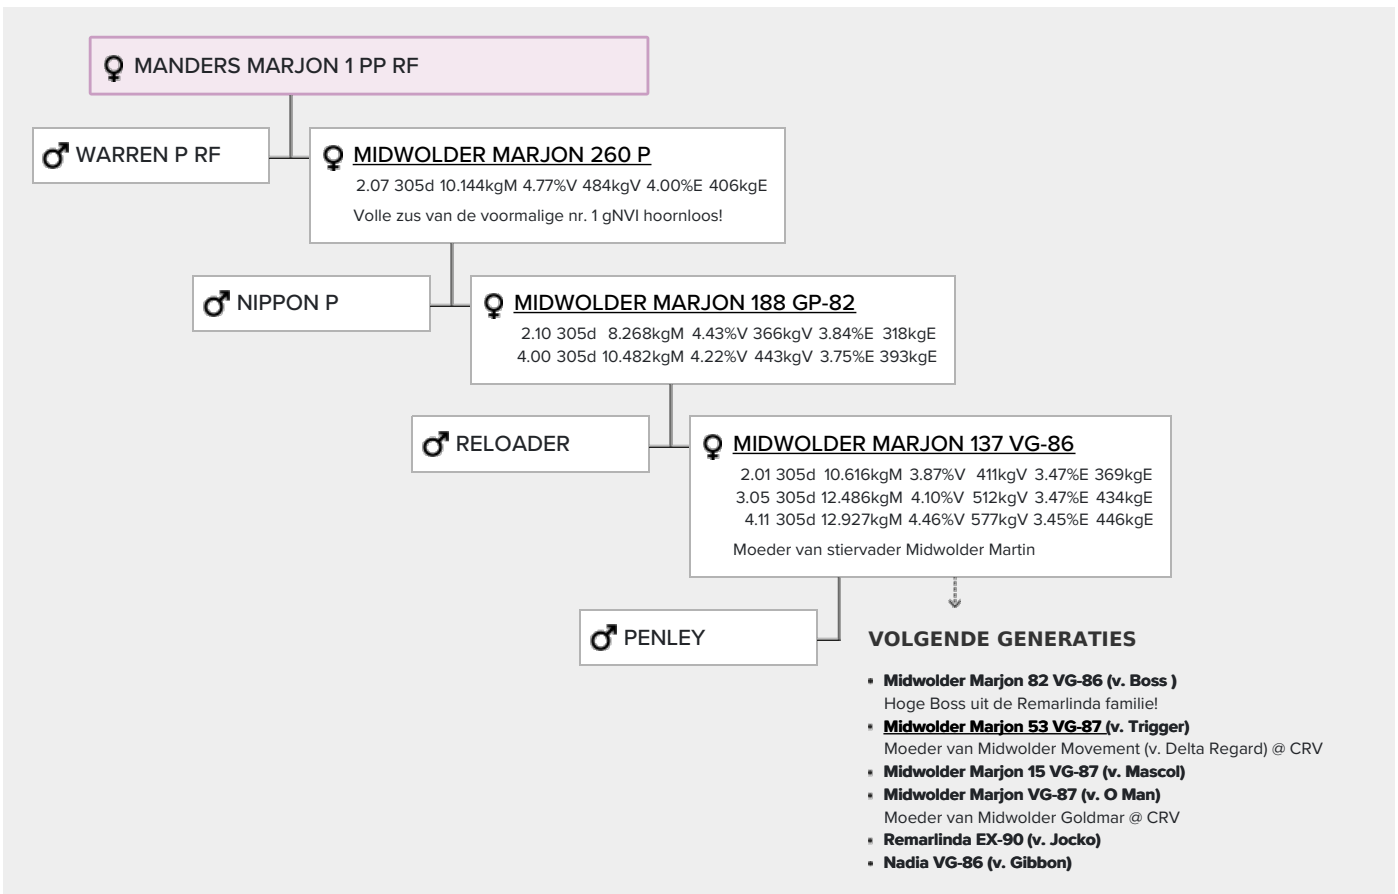 MANDERS MARJON 1 PP RF
WARREN P RF
MIDWOLDER MARJON 260 P
2.07 305d 10.144kgM 4.77%V 484kgV 4.00%E 406kgE
Volle zus van de voormalige nr. 1 gNVI hoornloos!
NIPPON P
MIDWOLDER MARJON 188 GP-82
2.10 305d 8.268kgM 4.43%V 366kgV 3.84%E 318kgE
4.00 305d 10.482kgM 4.22%V 443kgV 3.75%E 393kgE
RELOADER
MIDWOLDER MARJON 137 VG-86
2.01 305d 10.616kgM 3.87%V 411kgV 3.47%E 369kgE
3.05 305d 12.486kgM 4.10%V 512kgV 3.47%E 434kgE
4.11 305d 12.927kgM 4.46%V 577kgV 3.45%E 446kgE
Moeder van stiervader Midwolder Martin
PENLEY
VOLGENDE GENERATIES
Midwolder Marjon 82 VG-86 (v. Boss )
Hoge Boss uit de Remarlinda familie!
Midwolder Marjon 53 VG-87 (v. Trigger)
Moeder van Midwolder Movement (v. Delta Regard) @ CRV
Midwolder Marjon 15 VG-87 (v. Mascol)
Midwolder Marjon VG-87 (v. O Man)
Moeder van Midwolder Goldmar @ CRV
Remarlinda EX-90 (v. Jocko)
Nadia VG-86 (v. Gibbon)